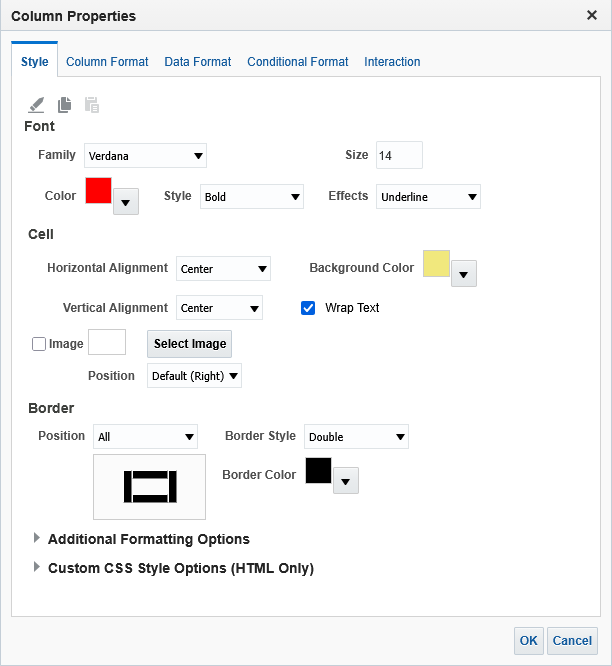 Column Properties
Style Column Format Data Format Conditional Format Interaction
Font
Family Verdana Size 14
Color Style Bold Effects Underline
Cell
Horizontal Alignment Center Background Color
Vertical Alignment Center Wrap Text
Image Select Image
Position Default (Right)
Border
Position All Border Style Double
Border Color
Additional Formatting Options
Custom CSS Style Options (HTML Only)
OK Cancel